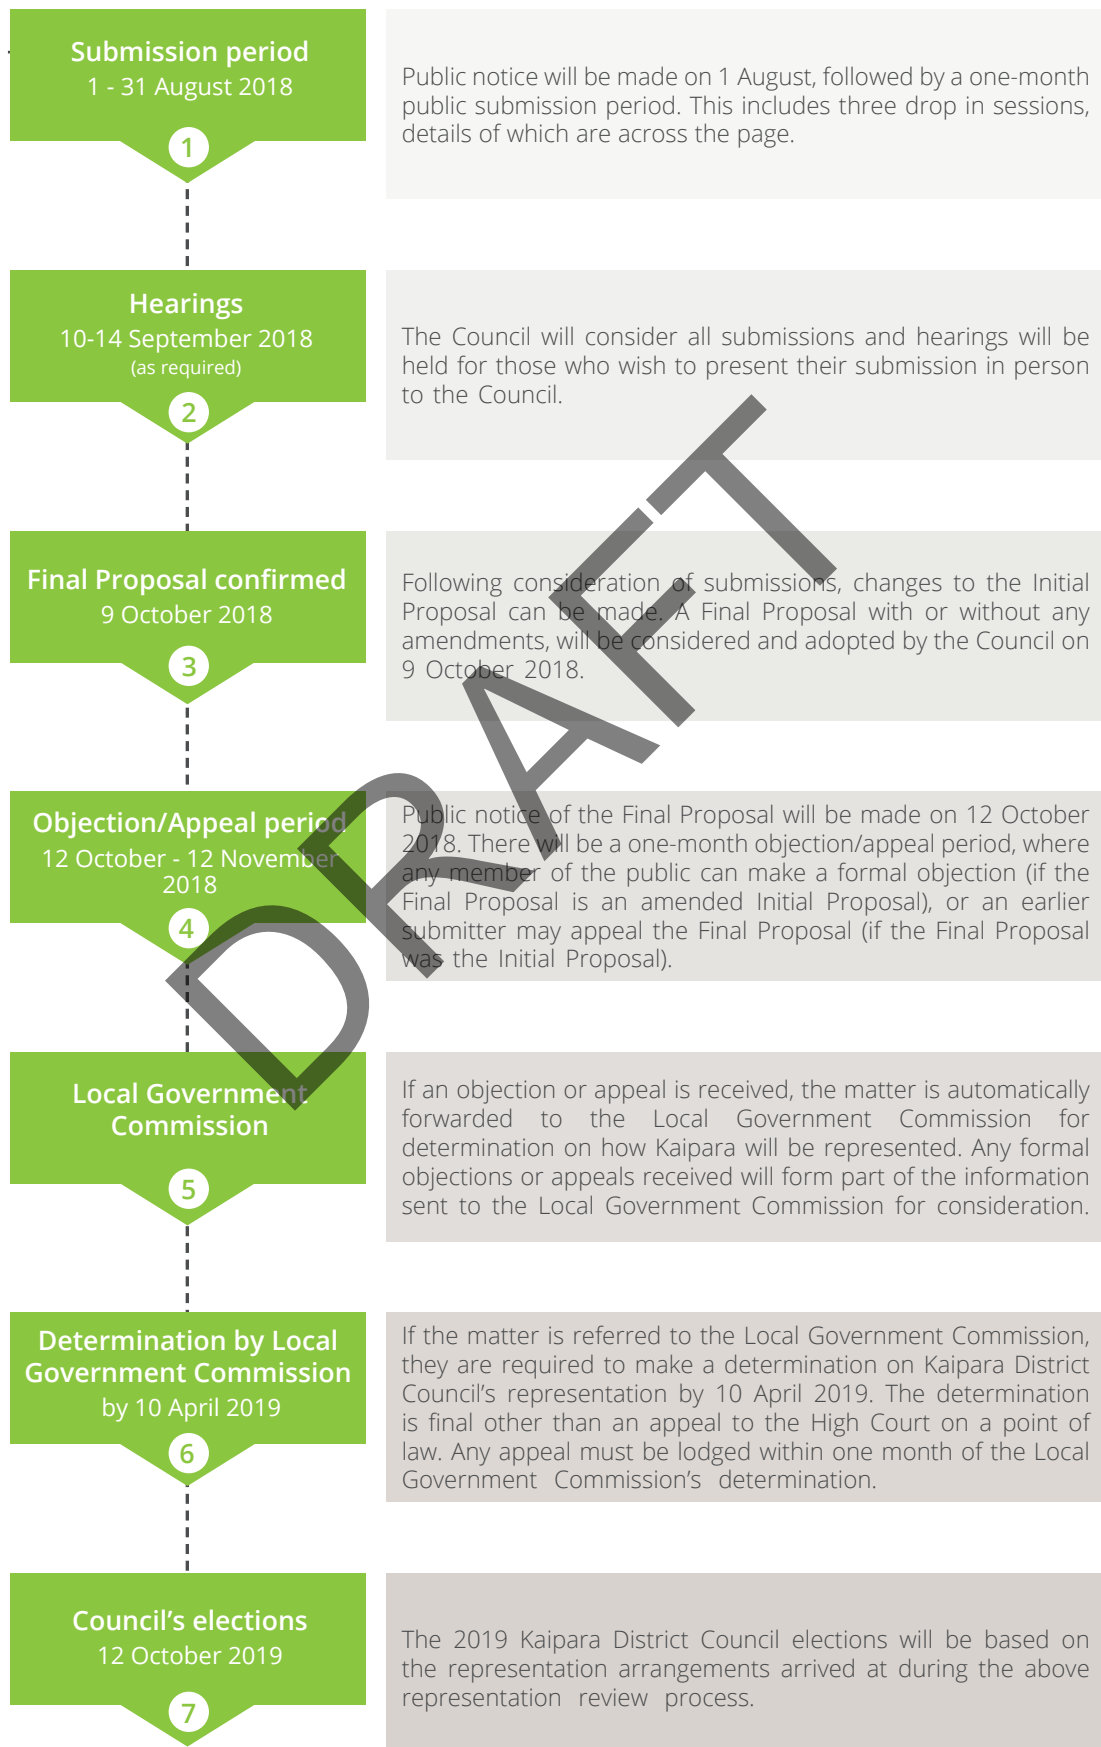 Submission period
1 - 31 August 2018
1
Public notice will be made on 1 August, followed by a one-month
public submission period. This includes three drop in sessions,
details of which are across the page.
Hearings
10-14 September 2018
(as required)
2
The Council will consider all submissions and hearings will be
held for those who wish to present their submission in person
to the Council.
Final Proposal confirmed
9 October 2018
3
Following consideration of submissions, changes to the Initial
Proposal can be made. A Final Proposal with or without any
amendments, will be considered and adopted by the Council on
9 October 2018.
Objection/Appeal period
12 October - 12 November
2018
4
Public notice of the Final Proposal will be made on 12 October
2018. There will be a one-month objection/appeal period, where
any member of the public can make a formal objection (if the
Final Proposal is an amended Initial Proposal), or an earlier
submitter may appeal the Final Proposal (if the Final Proposal
was the Initial Proposal).
Local Government
Commission
5
If an objection or appeal is received, the matter is automatically
forwarded to the Local Government Commission for
determination on how Kaipara will be represented. Any formal
objections or appeals received will form part of the information
sent to the Local Government Commission for consideration.
Determination by Local
Government Commission
by 10 April 2019
6
If the matter is referred to the Local Government Commission,
they are required to make a determination on Kaipara District
Council's representation by 10 April 2019. The determination
is final other than an appeal to the High Court on a point of
law. Any appeal must be lodged within one month of the Local
Government Commission's determination.
Council's elections
12 October 2019
7
The 2019 Kaipara District Council elections will be based on
the representation arrangements arrived at during the above
representation review process.
DRAFT